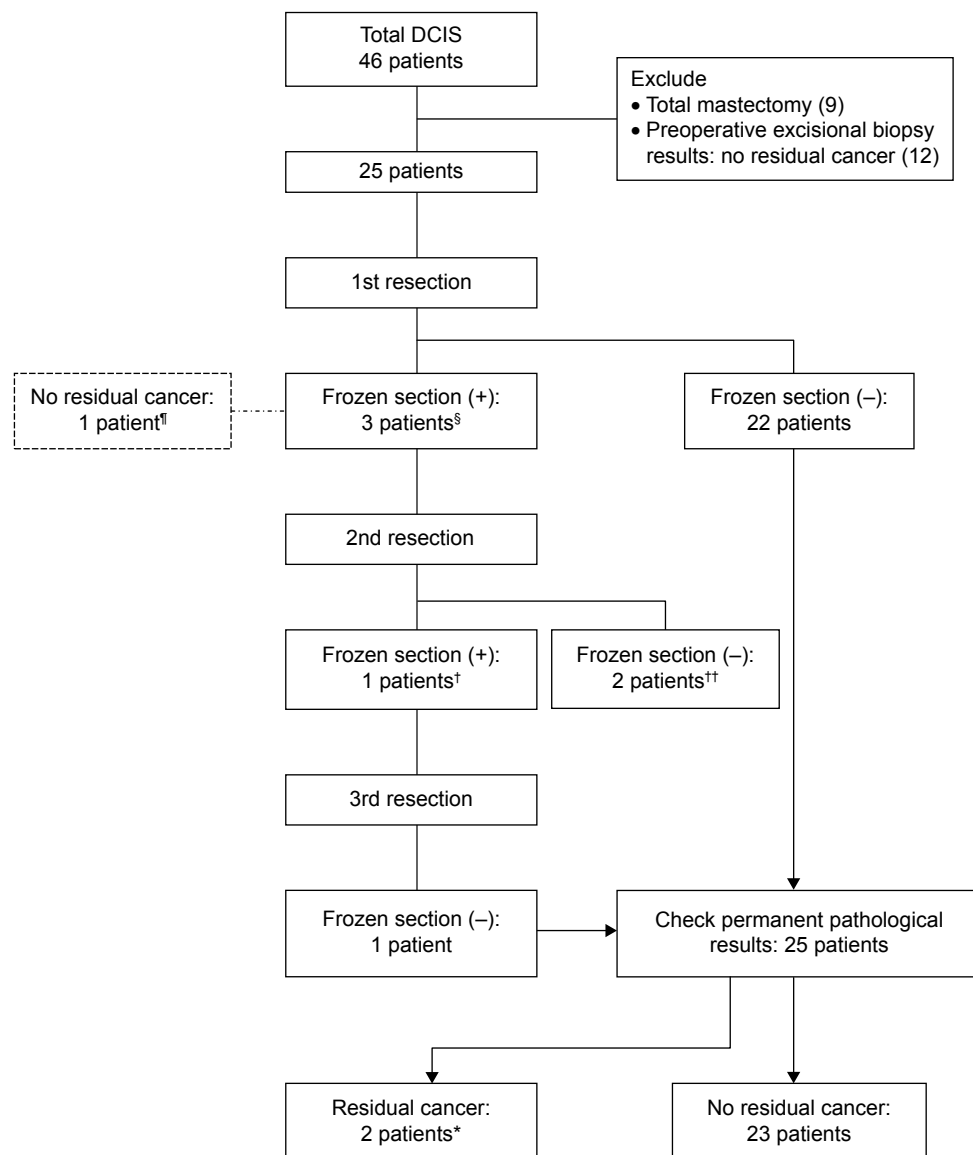 Total DCIS
46 patients
Exclude
• Total mastectomy (9)
• Preoperative excisional biopsy
results: no residual cancer (12)
25 patients
1st resection
No residual cancer:
1 patient¶
Frozen section (+):
3 patients§
Frozen section (–):
22 patients
2nd resection
Frozen section (+):
1 patients†
Frozen section (–):
2 patients††
3rd resection
Frozen section (–):
1 patient
Check permanent pathological
results: 25 patients
Residual cancer:
2 patients*
No residual cancer:
23 patients